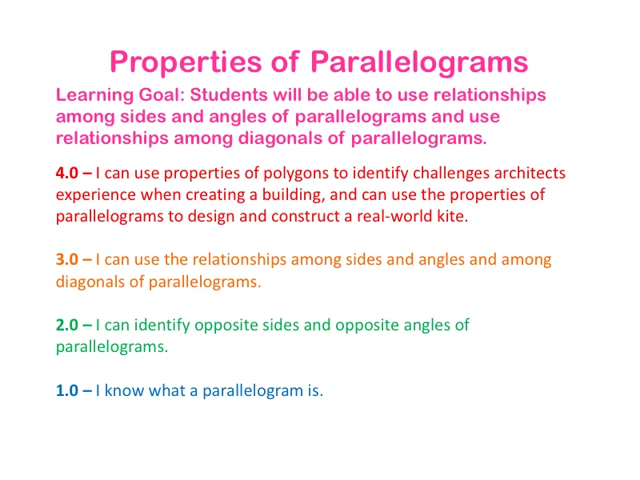 Properties of Parallelograms
Learning Goal: Students will be able to use relationships
among sides and angles of parallelograms and use
relationships among diagonals of parallelograms.
4.0 – I can use properties of polygons to identify challenges architects
experience when creating a building, and can use the properties of
parallelograms to design and construct a real-world kite.
3.0 – I can use the relationships among sides and angles and among
diagonals of parallelograms.
2.0 – I can identify opposite sides and opposite angles of
parallelograms.
1.0 – I know what a parallelogram is.